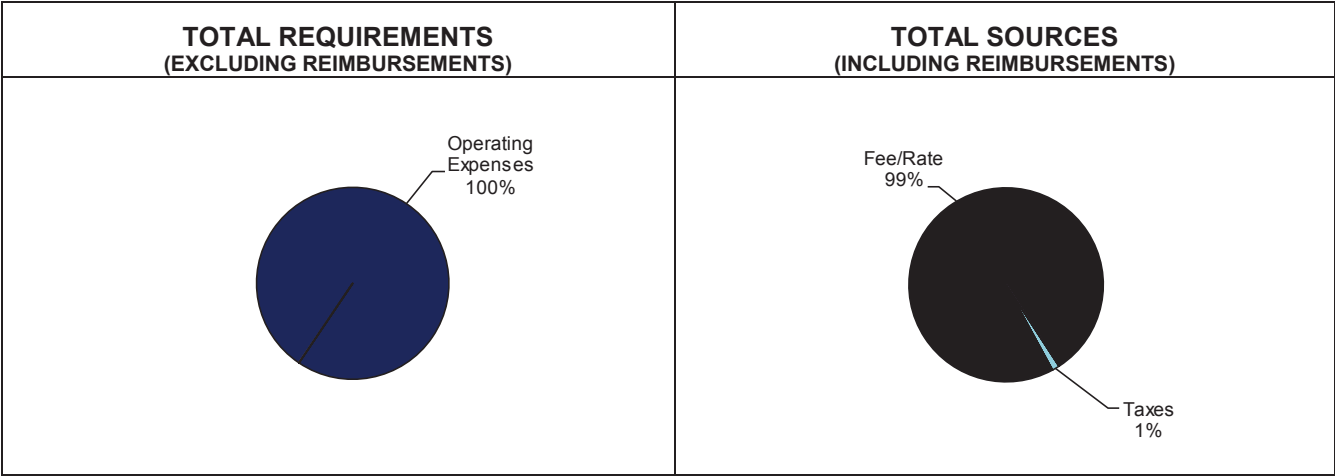 TOTAL REQUIREMENTS
(EXCLUDING REIMBURSEMENTS)
Operating
Expenses
100%
TOTAL SOURCES
(INCLUDING REIMBURSEMENTS)
Fee/Rate
99%
Taxes
1%